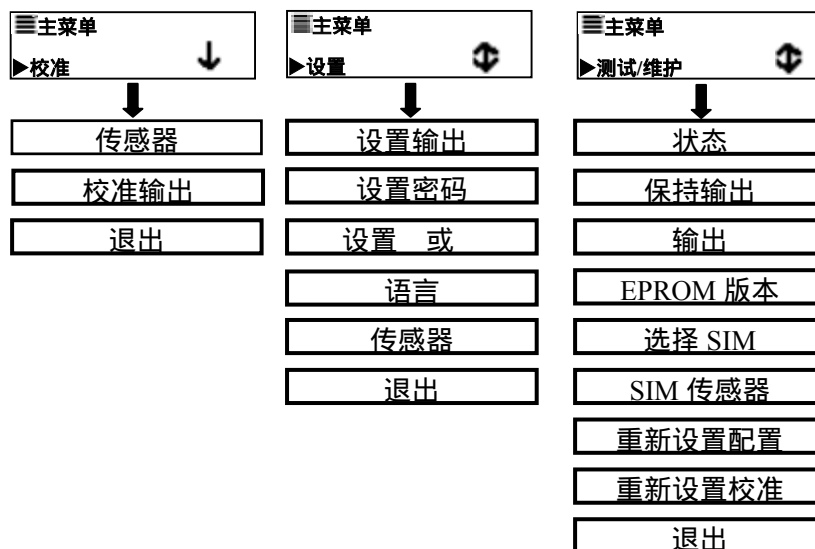 主菜单
▶校准
传感器
校准输出
退出
主菜单
▶设置
设置输出
设置密码
设置 或
语言
传感器
退出
主菜单
▶测试/维护
状态
保持输出
输出
EPROM 版本
选择 SIM
SIM 传感器
重新设置配置
重新设置校准
退出